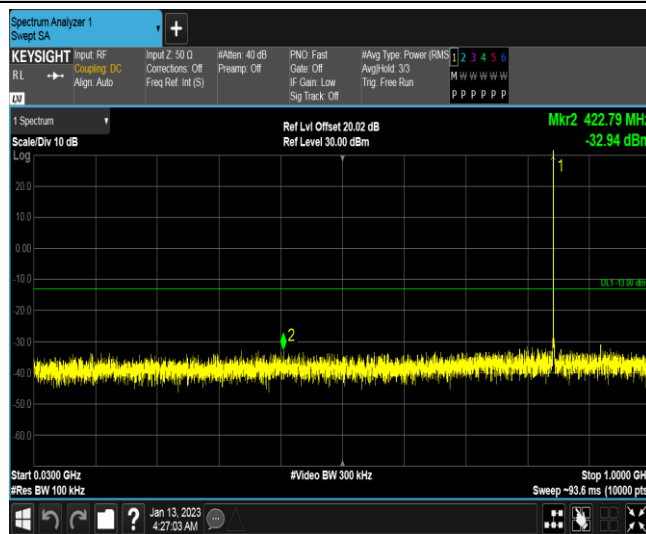 Spectrum Analyzer 1
Swept SA
+
KEYSIGHT
RL
LXI
Input: RF
Coupling: DC
Align: Auto
Input Z: 50 Ω
Corrections: Off
Freq Ref: Int (S)
#Atten: 40 dB
Preamp: Off
PNO: Fast
Gate: Off
IF Gain: Low
Sig Track: Off
#Avg Type: Power (RMS
Avg|Hold: 3/3
Trig: Free Run
1 2 3 4 5 6
M W W W W W
P P P P P P
1 Spectrum
Scale/Div 10 dB
Ref Lvl Offset 20.02 dB
Ref Level 30.00 dBm
Mkr2 422.79 MHz
-32.94 dBm
Log
1
20.0
10.0
0.00
-10.0
DL1 -13.00 dBm
-20.0
2
-30.0
-40.0
-50.0
-60.0
Start 0.0300 GHz
#Res BW 100 kHz
#Video BW 300 kHz
Stop 1.0000 GHz
Sweep ~93.6 ms (10000 pts)
?
Jan 13, 2023
4:27:03 AM